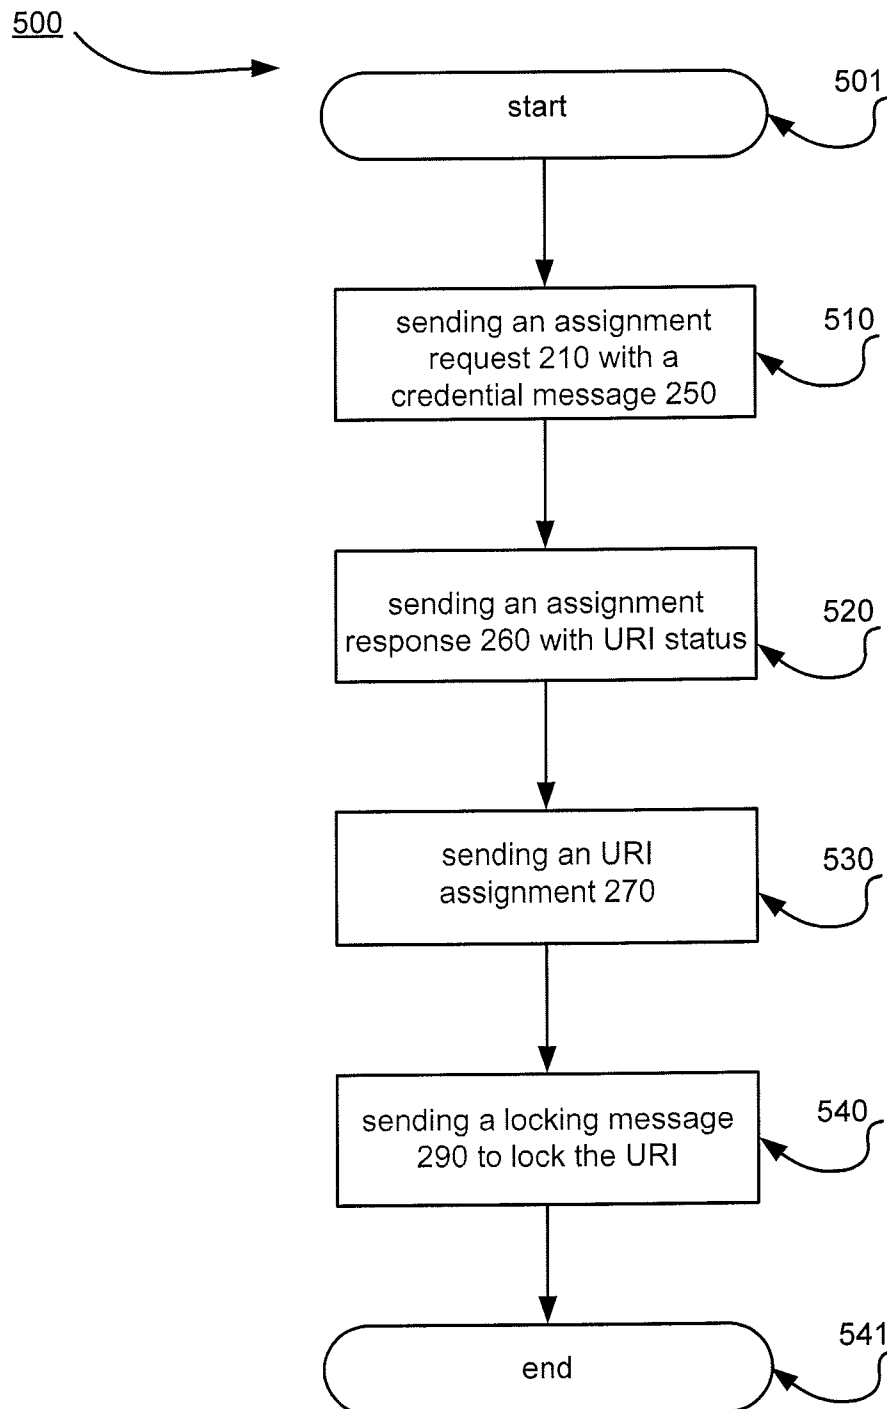 500
501
start
510
sending an assignment
request 210 with a
credential message 250
520
sending an assignment
response 260 with URI status
530
sending an URI
assignment 270
540
sending a locking message
290 to lock the URI
541
end